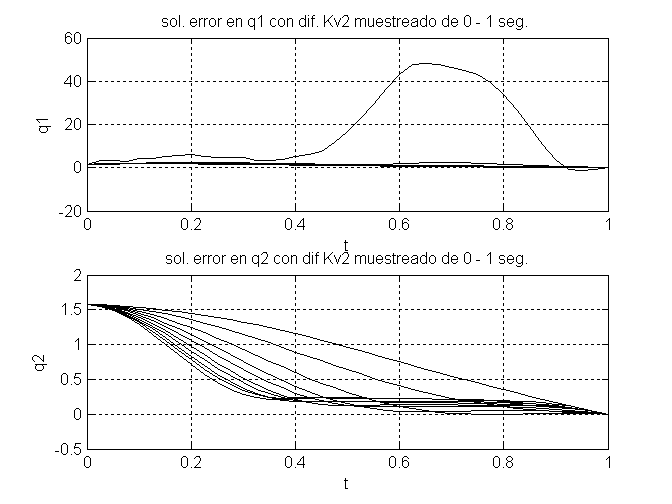 sol. error en q1 con dif. Kv2 muestreado de 0 - 1 seg.
60
40
20
0
-20
q1
0 0.2 0.4 0.6 0.8 1
t
sol. error en q2 con dif Kv2 muestreado de 0 - 1 seg.
2
1.5
1
0.5
0
-0.5
q2
0 0.2 0.4 0.6 0.8 1
t